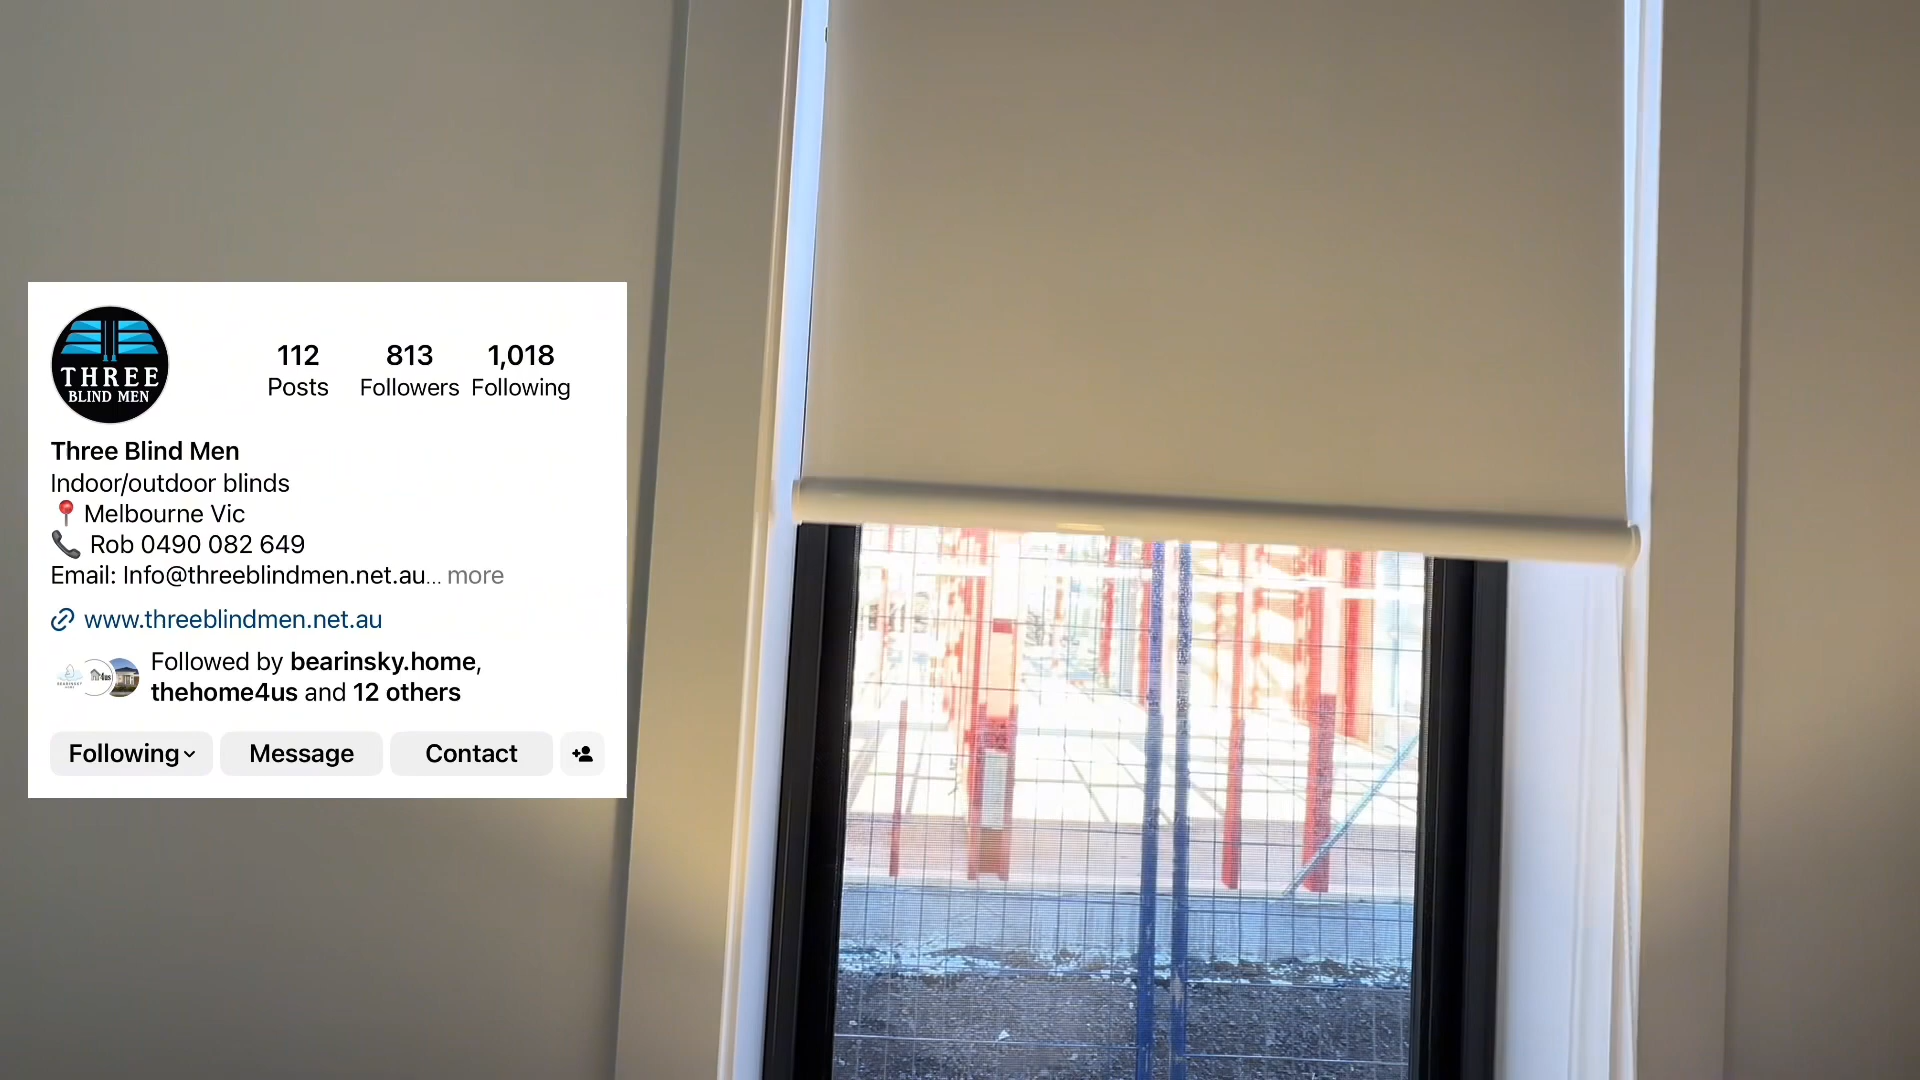 THREE
BLIND MEN
112 813 1,018
Posts Followers Following
Three Blind Men
Indoor/outdoor blinds
📍 Melbourne Vic
📞 Rob 0490 082 649
Email: Info@threeblindmen.net.au... more
www.threeblindmen.net.au
Followed by bearinsky.home,
thehome4us and 12 others
Following Message Contact